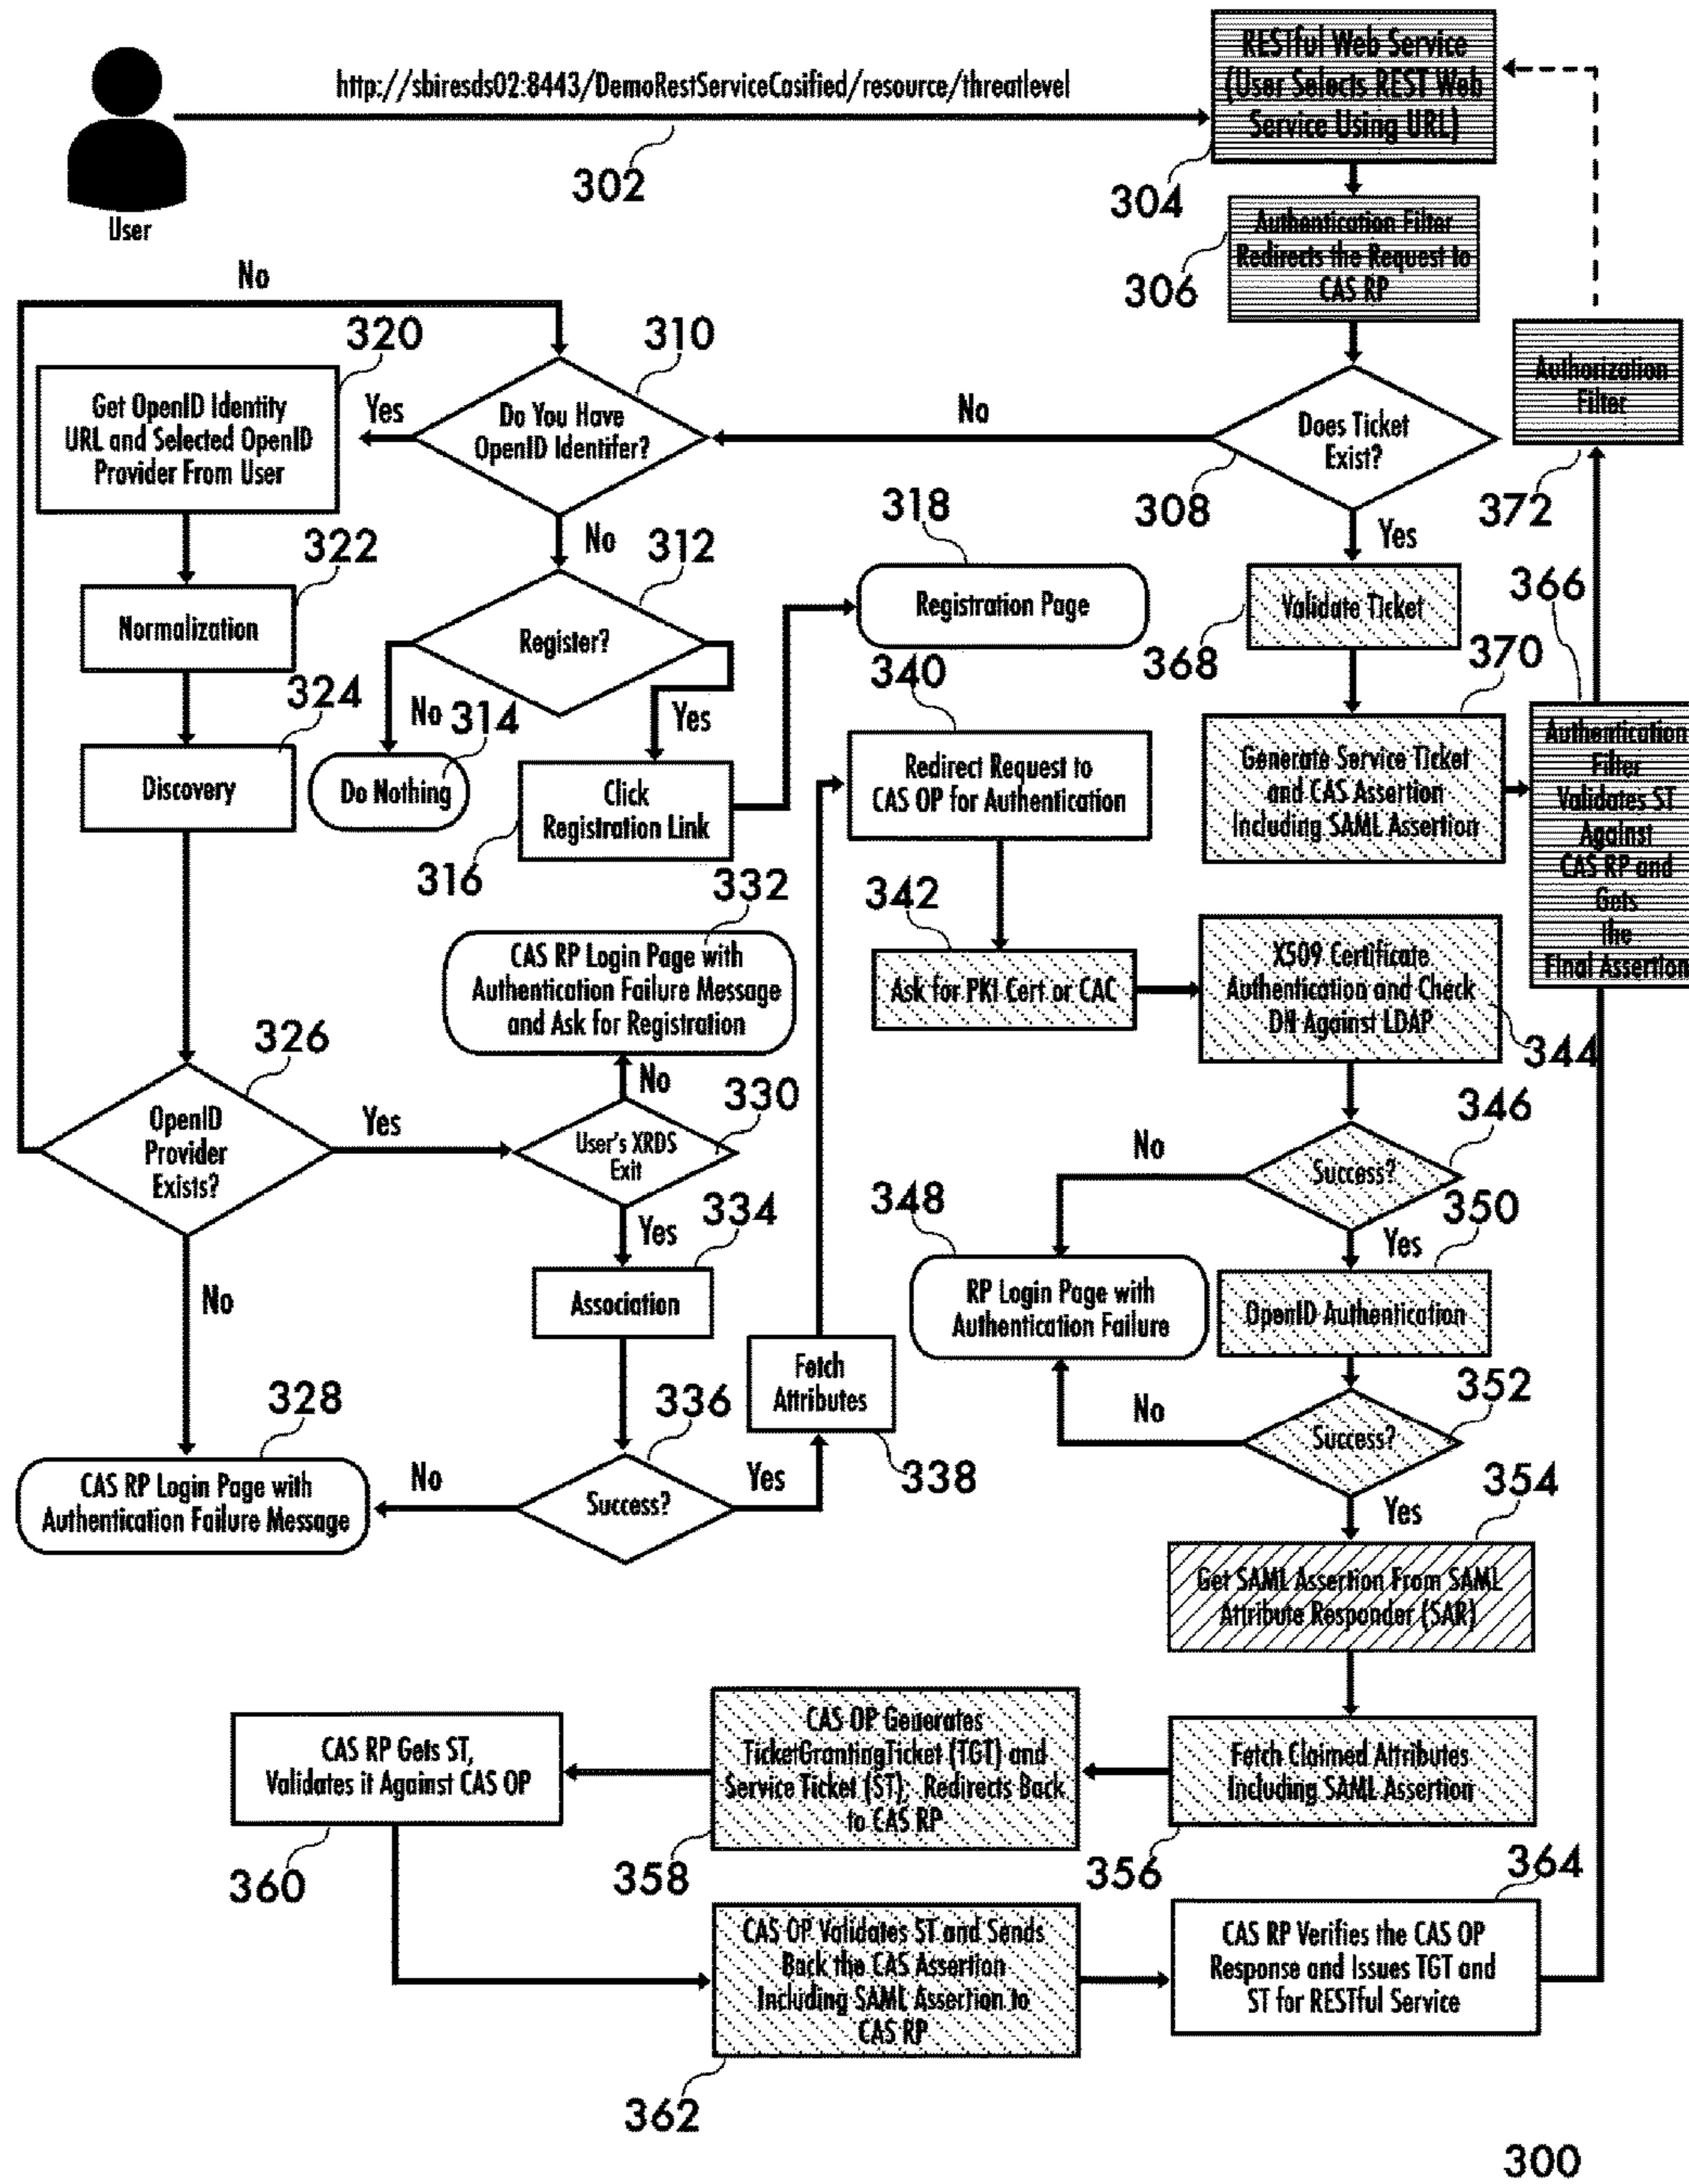 RESTful Web Service
(User Selects REST Web
Service Using URL)
http://sbiresds02:8443/DemoRestServiceCasified/resource/threatlevel
302
304
User
Authentication Filter
Redirects the Request to
CAS RP
306
No
320
310
Get OpenID Identity
URL and Selected OpenID
Provider From User
Yes
Do You Have
OpenID Identifer?
No
Does Ticket
Exist?
308
Authorization
Filter
372
318
No
312
322
Yes
366
Normalization
Register?
Registration Page
Validate Ticket
368
340
370
324
No
314
Yes
Discovery
Do Nothing
Click
Registration Link
316
Redirect Request to
CAS OP for Authentication
Generate Service Ticket
and CAS Assertion
Including SAML Assertion
Authentication
Filter
Validates ST
Against
CAS RP and
Gets
the
Final Assertion
332
342
CAS RP Login Page with
Authentication Failure Message
and Ask for Registration
Ask for PKI Cert or CAC
X509 Certificate
Authentication and Check
DN Against LDAP
344
326
No
330
346
OpenID
Provider
Exists?
Yes
User's XRDS
Exit
No
Success?
348
334
350
Yes
Yes
No
Association
RP Login Page with
Authentication Failure
OpenID Authentication
Fetch
Attributes
328
336
338
352
No
Success?
CAS RP Login Page with
Authentication Failure Message
No
Success?
Yes
354
Yes
Get SAML Assertion From SAML
Attribute Responder (SAR)
CAS RP Gets ST,
Validates it Against CAS OP
360
CAS OP Generates
TicketGrantingTicket (TGT) and
Service Ticket (ST); Redirects Back
to CAS RP
358
Fetch Claimed Attributes
Including SAML Assertion
356
364
CAS OP Validates ST and Sends
Back the CAS Assertion
Including SAML Assertion to
CAS RP
362
CAS RP Verifies the CAS OP
Response and Issues TGT and
ST for RESTful Service
300